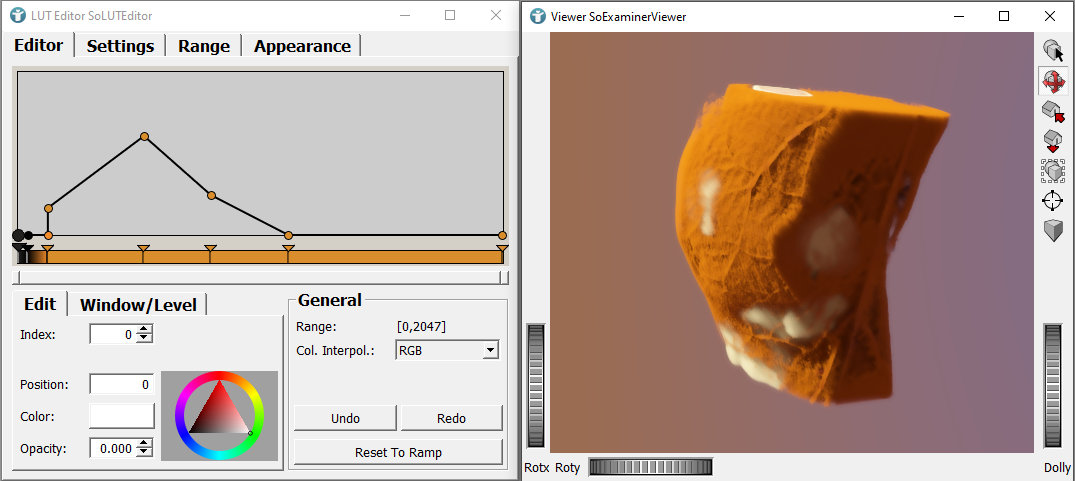 LUT Editor SoLUTEditor
Viewer SoExaminerViewer
Editor Settings Range Appearance
Edit Window/Level
General
Index: 0
Range: [0,2047]
Col. Interpol.: RGB
Position: 0
Color:
Undo Redo
Opacity: 0.000
Reset To Ramp
Rotx Roty Dolly